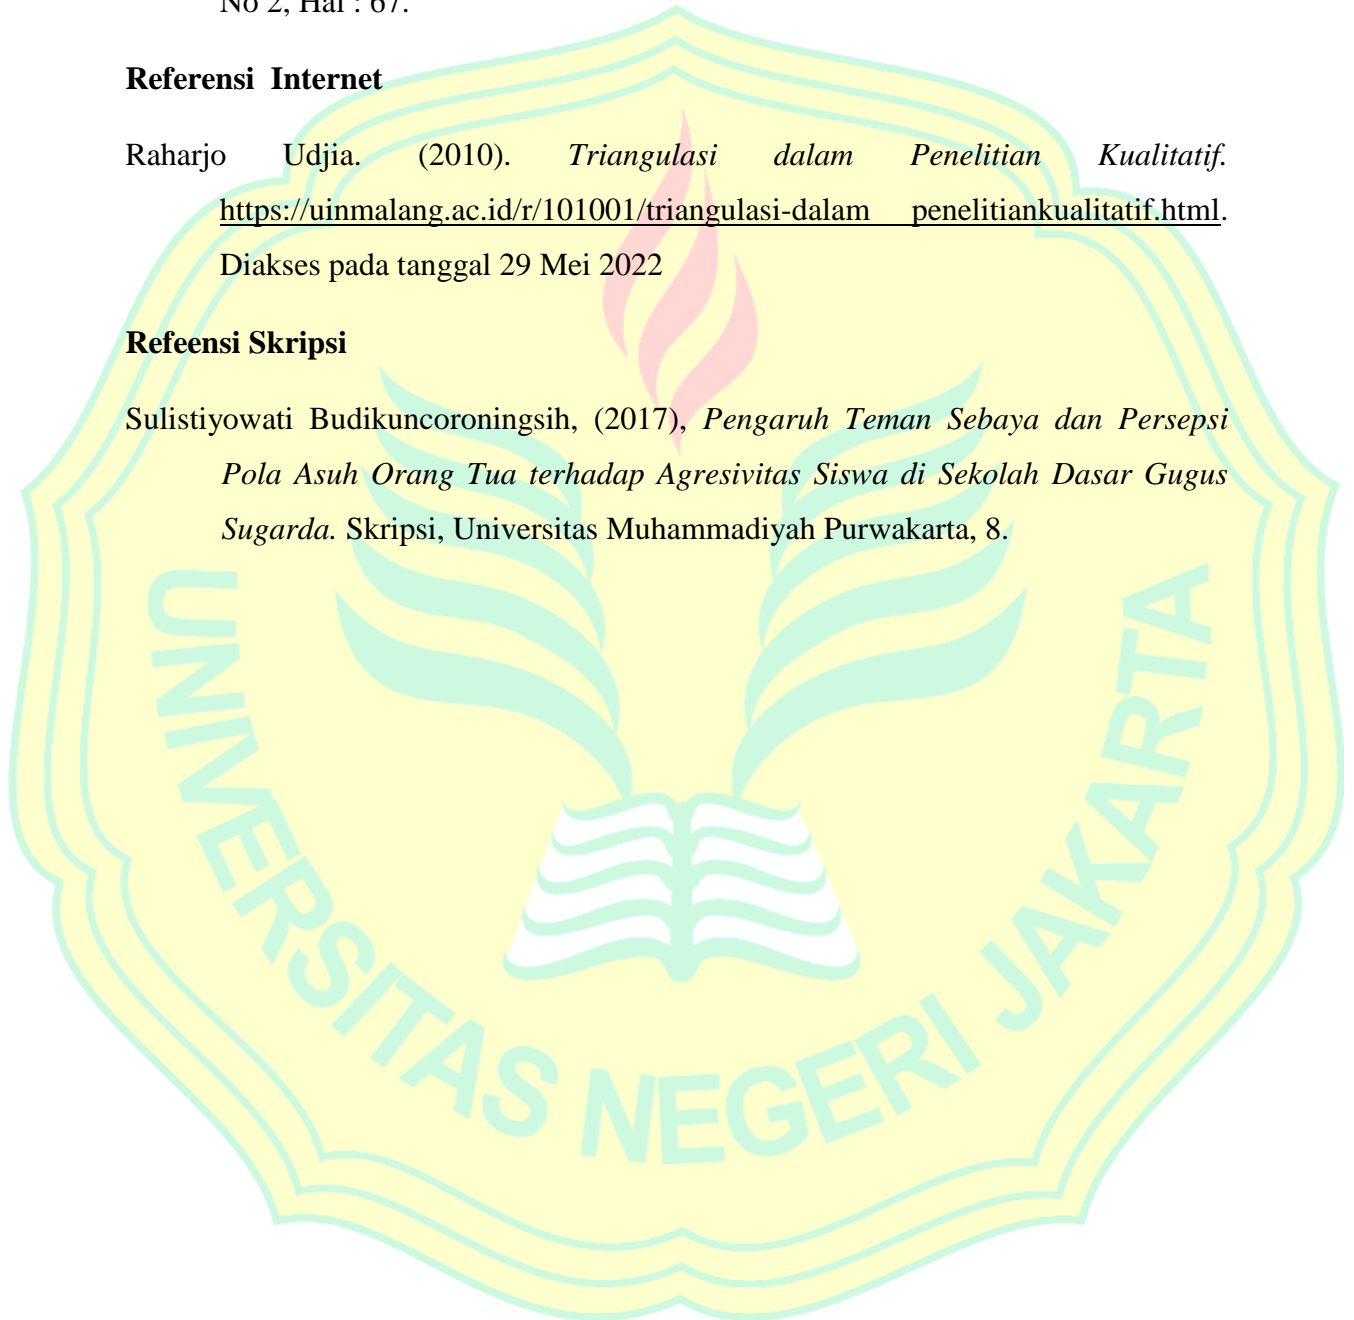 No 2, Hal : 67.
Referensi Internet
Raharjo Udjia. (2010). Triangulasi dalam Penelitian Kualitatif.
https://uinmalang.ac.id/r/101001/triangulasi-dalam penelitiankualitatif.html.
Diakses pada tanggal 29 Mei 2022
Refeensi Skripsi
Sulistiyowati Budikuncoroningsih, (2017), Pengaruh Teman Sebaya dan Persepsi
Pola Asuh Orang Tua terhadap Agresivitas Siswa di Sekolah Dasar Gugus
Sugarda. Skripsi, Universitas Muhammadiyah Purwakarta, 8.
UNIVERSITAS NEGERI JAKARTA